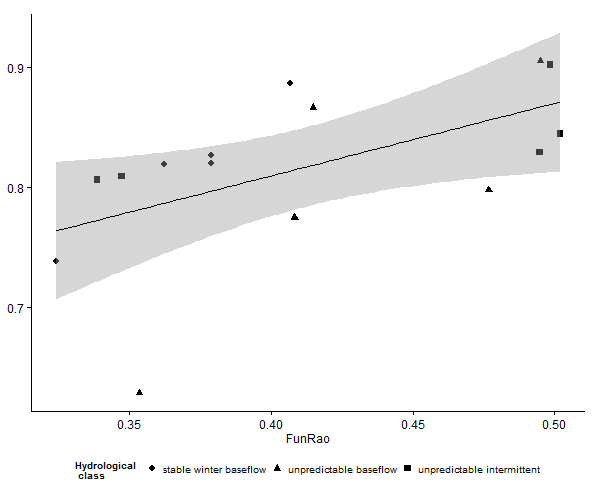 0.9
0.8
0.7
0.35 0.40 0.45 0.50
FunRao
Hydrological
class
stable winter baseflow unpredictable baseflow unpredictable intermittent